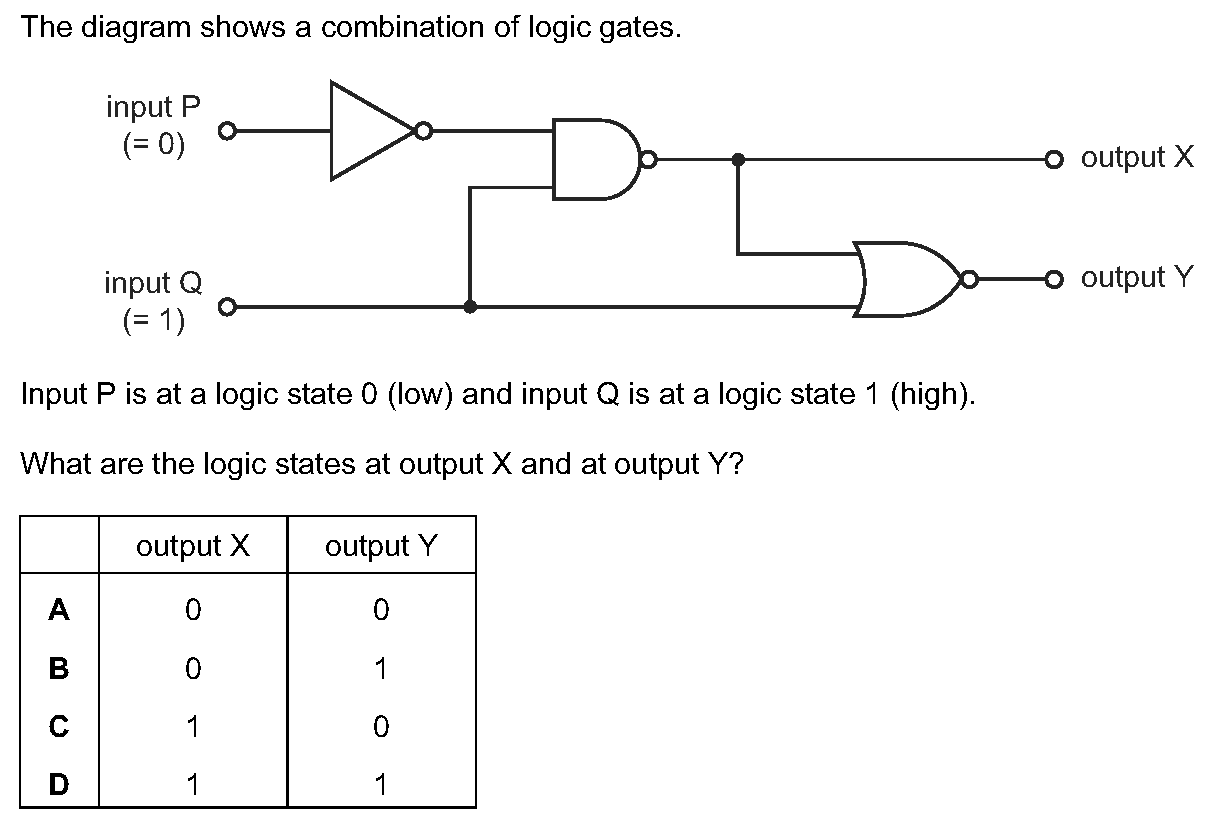 The diagram shows a combination of logic gates.
input P
(= 0)
output X
input Q
(= 1)
output Y
Input P is at a logic state 0 (low) and input Q is at a logic state 1 (high).
What are the logic states at output X and at output Y?
output X output Y
A 0 0
B 0 1
C 1 0
D 1 1